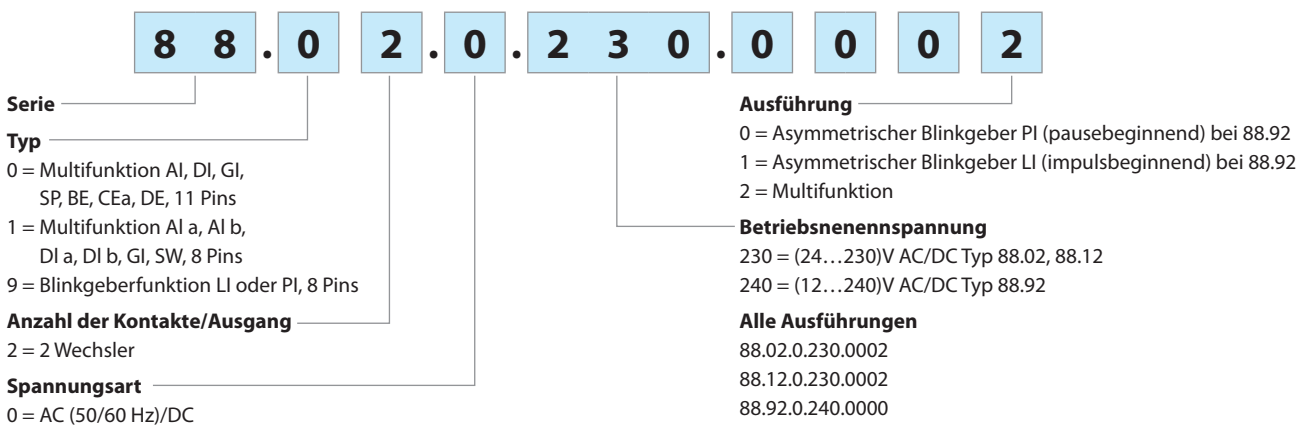 8 8 . 0 2 . 0 . 2 3 0 . 0 0 0 2
Serie
Typ
0 = Multifunktion AI, DI, GI,
SP, BE, CEa, DE, 11 Pins
1 = Multifunktion AI a, AI b,
DI a, DI b, GI, SW, 8 Pins
9 = Blinkgeberfunktion LI oder PI, 8 Pins
Anzahl der Kontakte/Ausgang
2 = 2 Wechsler
Spannungsart
0 = AC (50/60 Hz)/DC
Ausführung
0 = Asymmetrischer Blinkgeber PI (pausebeginnend) bei 88.92
1 = Asymmetrischer Blinkgeber LI (impulsbeginnend) bei 88.92
2 = Multifunktion
Betriebsnenennspannung
230 = (24…230)V AC/DC Typ 88.02, 88.12
240 = (12…240)V AC/DC Typ 88.92
Alle Ausführungen
88.02.0.230.0002
88.12.0.230.0002
88.92.0.240.0000